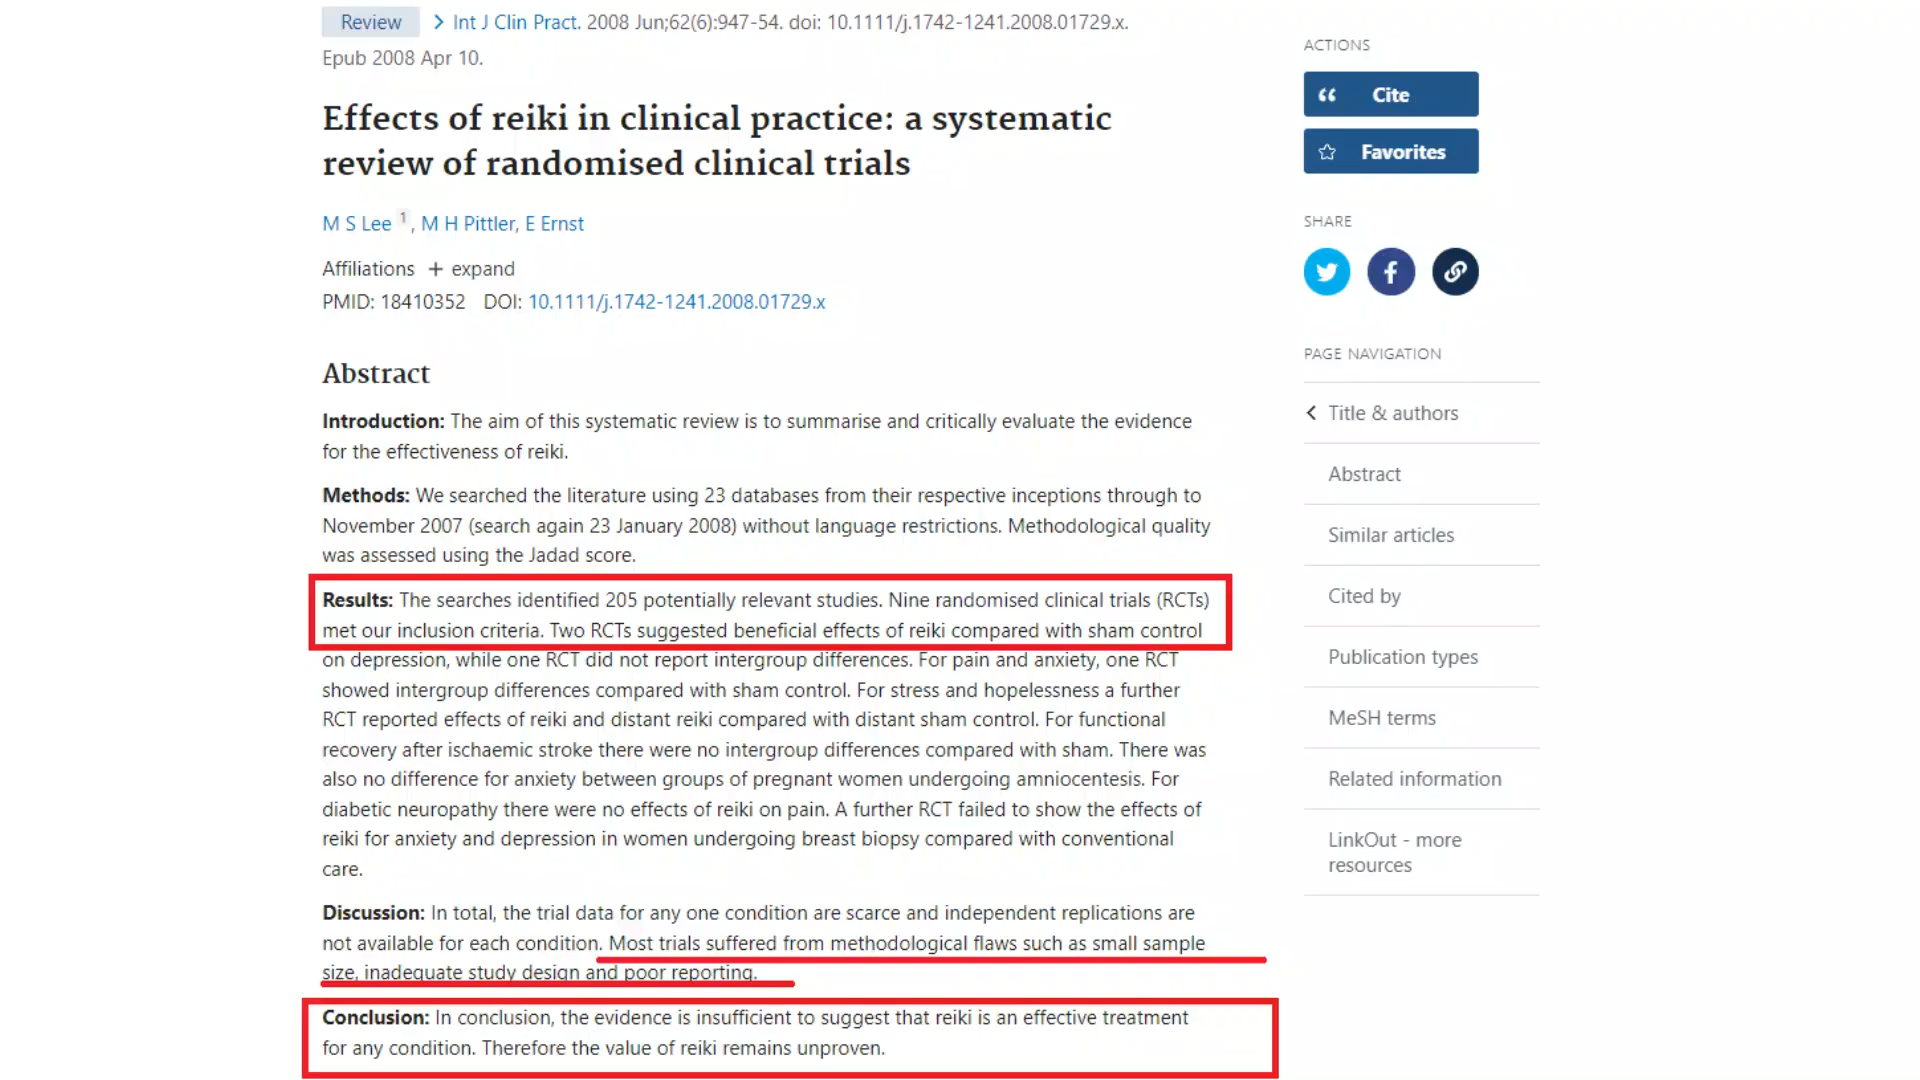 Review > Int J Clin Pract. 2008 Jun;62(6):947-54. doi: 10.1111/j.1742-1241.2008.01729.x.
Epub 2008 Apr 10.
Effects of reiki in clinical practice: a systematic
review of randomised clinical trials
M S Lee 1, M H Pittler, E Ernst
Affiliations + expand
PMID: 18410352 DOI: 10.1111/j.1742-1241.2008.01729.x
Abstract
Introduction: The aim of this systematic review is to summarise and critically evaluate the evidence
for the effectiveness of reiki.
Methods: We searched the literature using 23 databases from their respective inceptions through to
November 2007 (search again 23 January 2008) without language restrictions. Methodological quality
was assessed using the Jadad score.
Results: The searches identified 205 potentially relevant studies. Nine randomised clinical trials (RCTs)
met our inclusion criteria. Two RCTs suggested beneficial effects of reiki compared with sham control
on depression, while one RCT did not report intergroup differences. For pain and anxiety, one RCT
showed intergroup differences compared with sham control. For stress and hopelessness a further
RCT reported effects of reiki and distant reiki compared with distant sham control. For functional
recovery after ischaemic stroke there were no intergroup differences compared with sham. There was
also no difference for anxiety between groups of pregnant women undergoing amniocentesis. For
diabetic neuropathy there were no effects of reiki on pain. A further RCT failed to show the effects of
reiki for anxiety and depression in women undergoing breast biopsy compared with conventional
care.
Discussion: In total, the trial data for any one condition are scarce and independent replications are
not available for each condition. Most trials suffered from methodological flaws such as small sample
size, inadequate study design and poor reporting.
Conclusion: In conclusion, the evidence is insufficient to suggest that reiki is an effective treatment
for any condition. Therefore the value of reiki remains unproven.
ACTIONS
Cite
Favorites
SHARE
PAGE NAVIGATION
Title & authors
Abstract
Similar articles
Cited by
Publication types
MeSH terms
Related information
LinkOut - more
resources